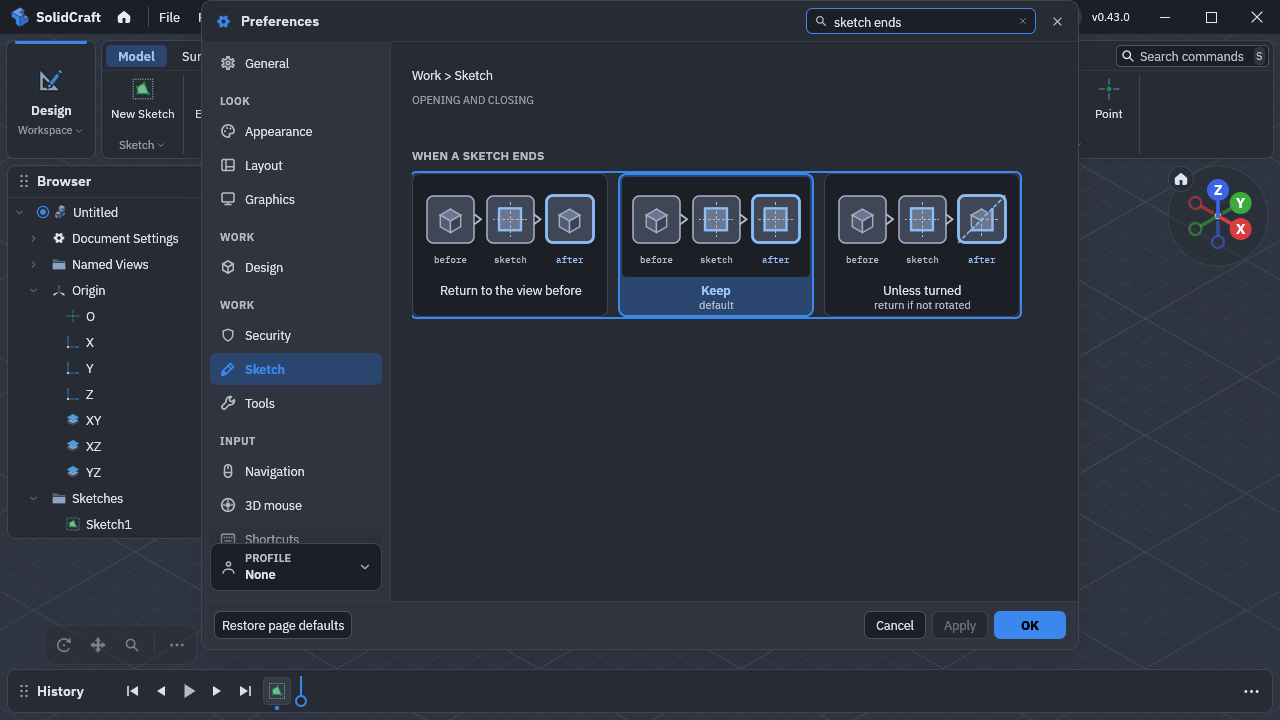 SolidCraft
File
Preferences
sketch ends
v0.43.0
Model
Search commands
S
Design
Workspace
New Sketch
Sketch
Point
General
LOOK
Appearance
Layout
Graphics
WORK
Design
WORK
Security
Sketch
Tools
INPUT
Navigation
3D mouse
Shortcuts
PROFILE
None
Work > Sketch
OPENING AND CLOSING
WHEN A SKETCH ENDS
before
sketch
after
Return to the view before
before
sketch
after
Keep
default
before
sketch
after
Unless turned
return if not rotated
Browser
Untitled
Document Settings
Named Views
Origin
O
X
Y
Z
XY
XZ
YZ
Sketches
Sketch1
Z
Y
X
Restore page defaults
Cancel
Apply
OK
History